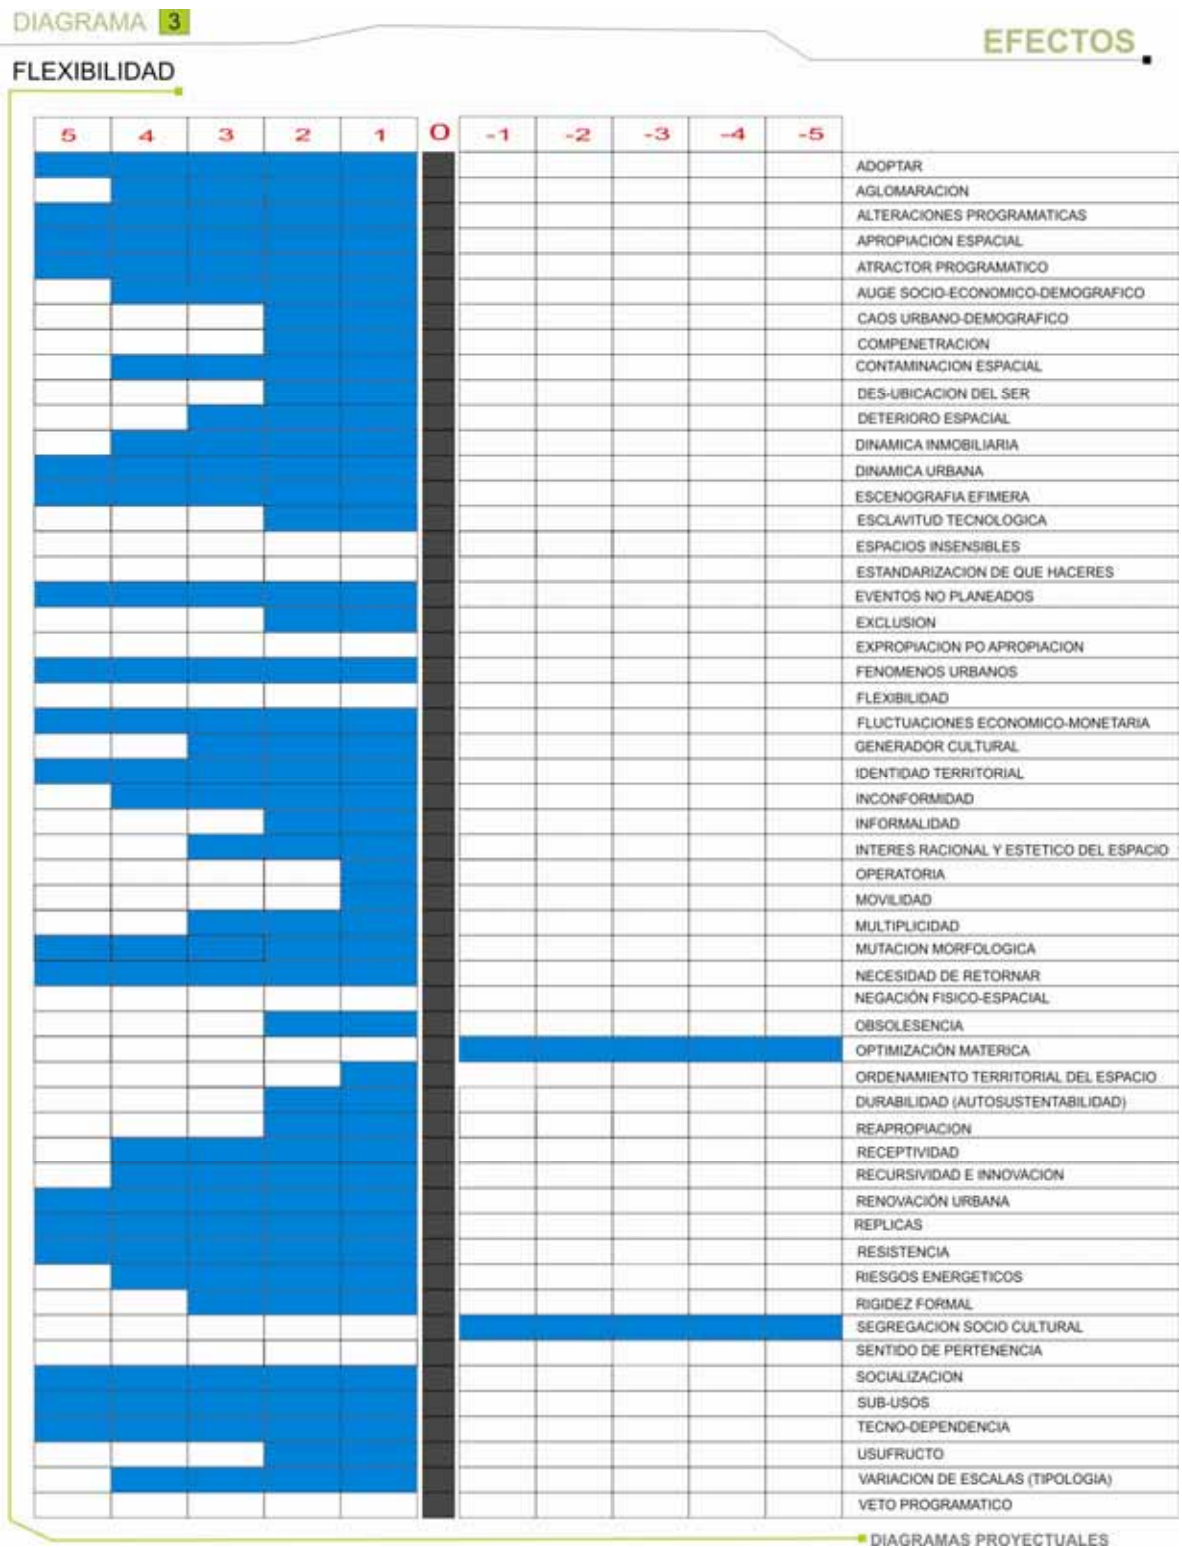 DIAGRAMA 3
EFECTOS
FLEXIBILIDAD
5 4 3 2 1 0 -1 -2 -3 -4 -5
ADOPTAR
AGLOMARACION
ALTERACIONES PROGRAMATICAS
APROPIACION ESPACIAL
ATRACTOR PROGRAMATICO
AUGE SOCIO-ECONOMICO-DEMOGRAFICO
CAOS URBANO-DEMOGRAFICO
COMPENETRACION
CONTAMINACION ESPACIAL
DES-UBICACION DEL SER
DETERIORO ESPACIAL
DINAMICA INMOBILIARIA
DINAMICA URBANA
ESCENOGRAFIA EFIMERA
ESCLAVITUD TECNOLOGICA
ESPACIOS INSENSIBLES
ESTANDARIZACION DE QUE HACERES
EVENTOS NO PLANEADOS
EXCLUSION
EXPROPIACION PO APROPIACION
FENOMENOS URBANOS
FLEXIBILIDAD
FLUCTUACIONES ECONOMICO-MONETARIA
GENERADOR CULTURAL
IDENTIDAD TERRITORIAL
INCONFORMIDAD
INFORMALIDAD
INTERES RACIONAL Y ESTETICO DEL ESPACIO
OPERATORIA
MOVILIDAD
MULTIPLICIDAD
MUTACION MORFOLOGICA
NECESIDAD DE RETORNAR
NEGACIÓN FISICO-ESPACIAL
OBSOLESENCIA
OPTIMIZACIÓN MATERICA
ORDENAMIENTO TERRITORIAL DEL ESPACIO
DURABILIDAD (AUTOSUSTENTABILIDAD)
REAPROPIACION
RECEPTIVIDAD
RECURSIVIDAD E INNOVACION
RENOVACIÓN URBANA
REPLICAS
RESISTENCIA
RIESGOS ENERGETICOS
RIGIDEZ FORMAL
SEGREGACION SOCIO CULTURAL
SENTIDO DE PERTENENCIA
SOCIALIZACION
SUB-USOS
TECNO-DEPENDENCIA
USUFRUCTO
VARIACION DE ESCALAS (TIPOLOGIA)
VETO PROGRAMATICO
DIAGRAMAS PROYECTUALES